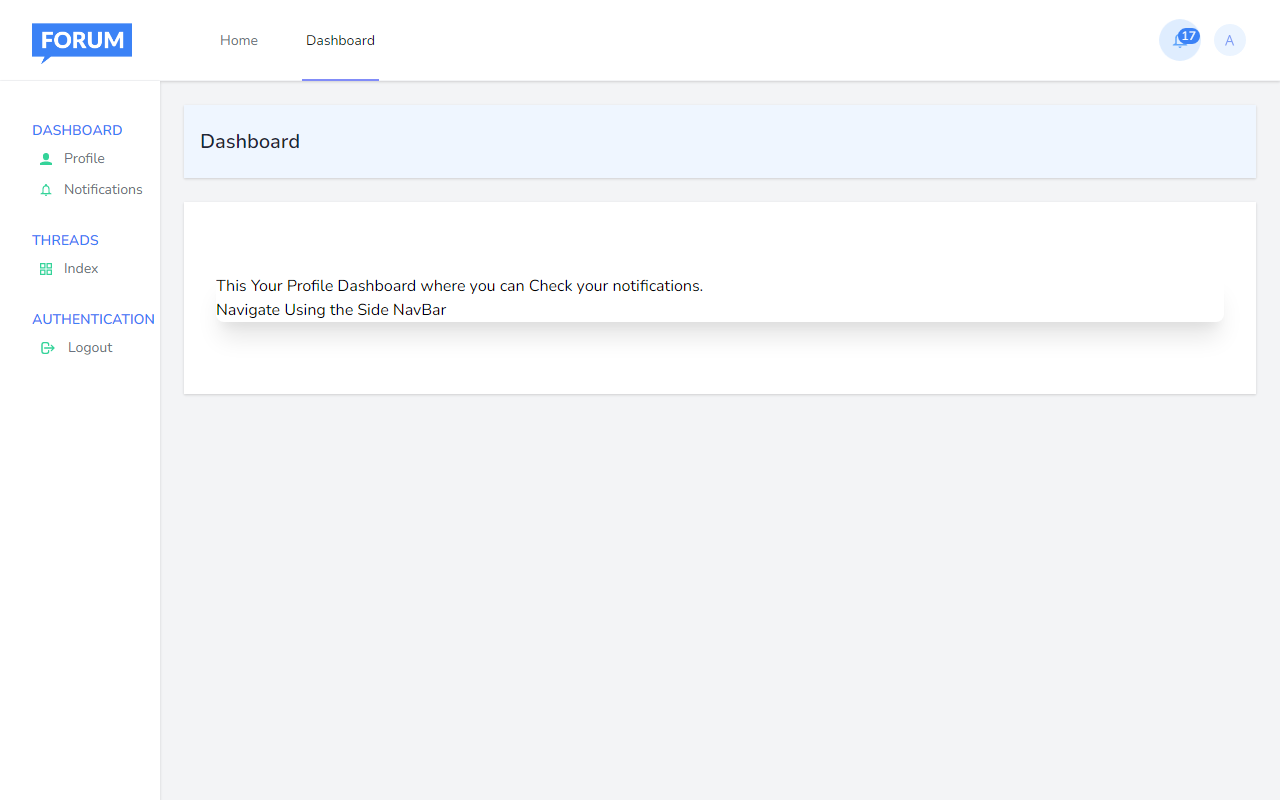 FORUM
Home
Dashboard
17
A
DASHBOARD
Profile
Notifications
THREADS
Index
AUTHENTICATION
Logout
Dashboard
This Your Profile Dashboard where you can Check your notifications.
Navigate Using the Side NavBar